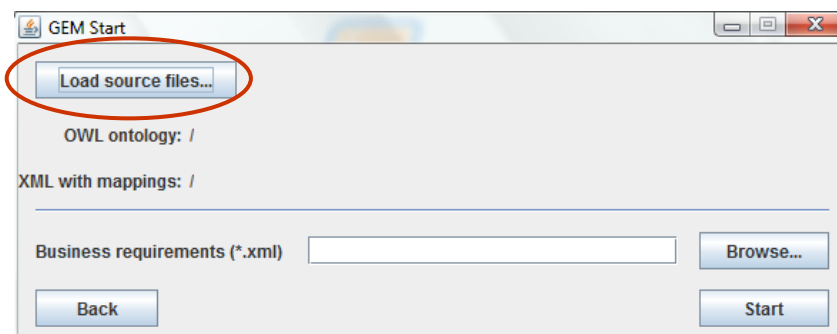 GEM Start
Load source files...
OWL ontology: /
XML with mappings: /
Business requirements (*.xml)
Browse...
Back
Start